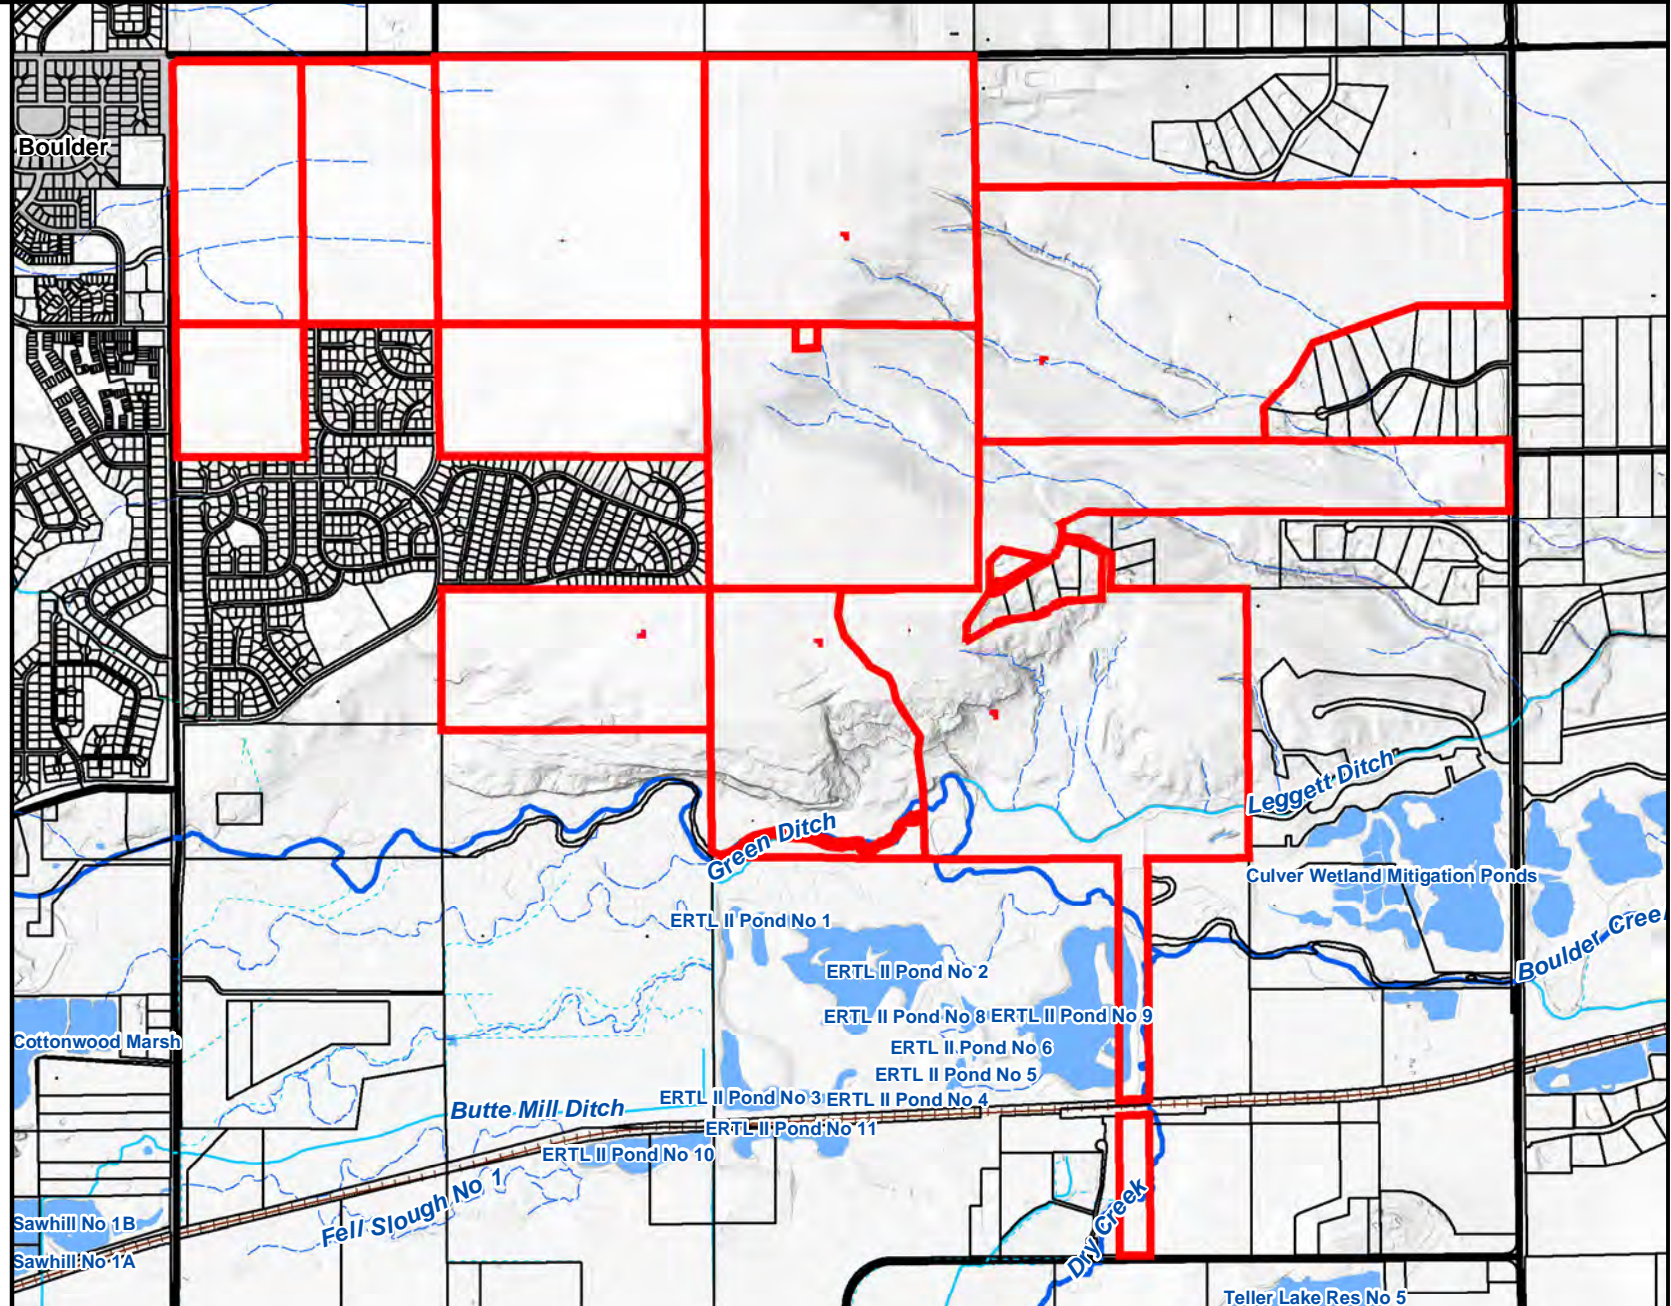 Boulder
Leggett Ditch
Green Ditch
Culver Wetland Mitigation Ponds
ERTL II Pond No 1
Boulder Cree
ERTL II Pond No 2
ERTL II Pond No 8
ERTL II Pond No 9
Cottonwood Marsh
ERTL II Pond No 6
ERTL II Pond No 5
ERTL II Pond No 3
ERTL II Pond No 4
Butte Mill Ditch
ERTL II Pond No 11
ERTL II Pond No 10
Fell Slough No 1
Sawhill No 1B
Dry Creek
Sawhill No 1A
Teller Lake Res No 5